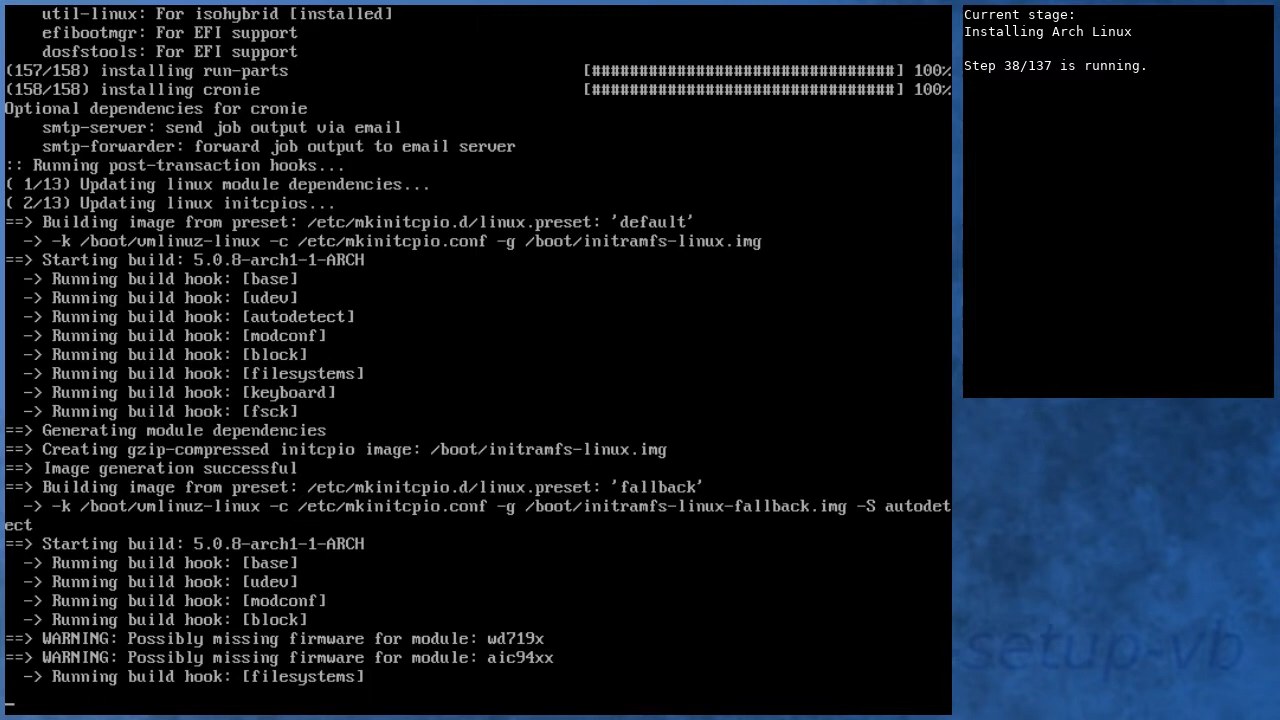 util-linux: For isohybrid [installed]
efibootmgr: For EFI support
dosfstools: For EFI support
(157/158) installing run-parts [################################] 100%
(158/158) installing cronie [################################] 100%
Optional dependencies for cronie
smtp-server: send job output via email
smtp-forwarder: forward job output to email server
:: Running post-transaction hooks...
( 1/13) Updating linux module dependencies...
( 2/13) Updating linux initcpios...
==> Building image from preset: /etc/mkinitcpio.d/linux.preset: 'default'
-> -k /boot/vmlinuz-linux -c /etc/mkinitcpio.conf -g /boot/initramfs-linux.img
==> Starting build: 5.0.8-arch1-1-ARCH
-> Running build hook: [base]
-> Running build hook: [udev]
-> Running build hook: [autodetect]
-> Running build hook: [modconf]
-> Running build hook: [block]
-> Running build hook: [filesystems]
-> Running build hook: [keyboard]
-> Running build hook: [fsck]
==> Generating module dependencies
==> Creating gzip-compressed initcpio image: /boot/initramfs-linux.img
==> Image generation successful
==> Building image from preset: /etc/mkinitcpio.d/linux.preset: 'fallback'
-> -k /boot/vmlinuz-linux -c /etc/mkinitcpio.conf -g /boot/initramfs-linux-fallback.img -S autodet
ect
==> Starting build: 5.0.8-arch1-1-ARCH
-> Running build hook: [base]
-> Running build hook: [udev]
-> Running build hook: [modconf]
-> Running build hook: [block]
==> WARNING: Possibly missing firmware for module: wd719x
==> WARNING: Possibly missing firmware for module: aic94xx
-> Running build hook: [filesystems]
_
Current stage:
Installing Arch Linux
Step 38/137 is running.
setup-vb